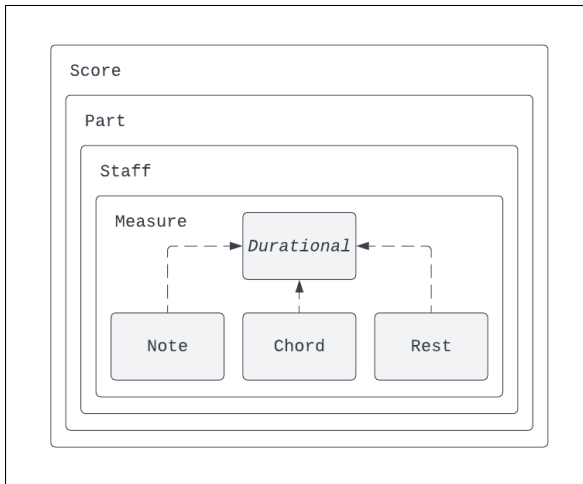 Score
Part
Staff
Measure
Durational
Note Chord Rest